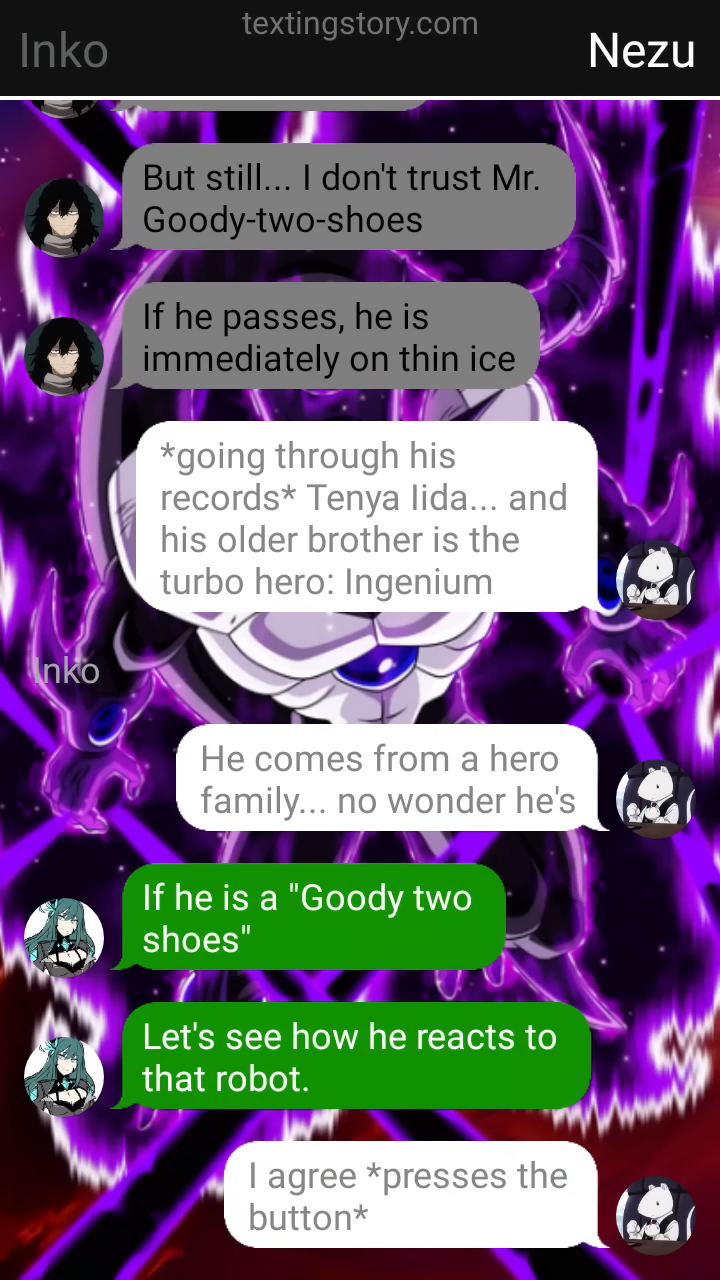 textingstory.com
Inko
Nezu
But still... I don't trust Mr.
Goody-two-shoes
If he passes, he is
immediately on thin ice
*going through his
records* Tenya Iida... and
his older brother is the
turbo hero: Ingenium
Inko
He comes from a hero
family... no wonder he's
If he is a "Goody two
shoes"
Let's see how he reacts to
that robot.
I agree *presses the
button*